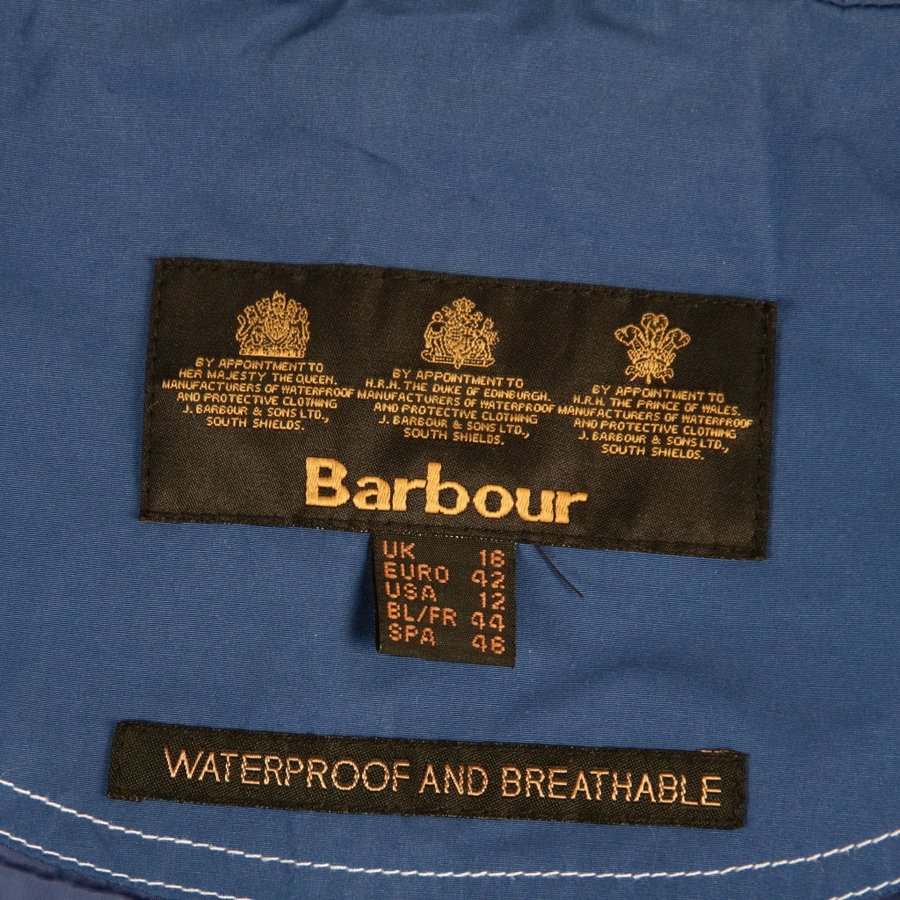 BY APPOINTMENT TO
HER MAJESTY THE QUEEN.
MANUFACTURERS OF WATERPROOF
AND PROTECTIVE CLOTHING
J. BARBOUR & SONS LTD.,
SOUTH SHIELDS.
BY APPOINTMENT TO
H.R.H. THE DUKE OF EDINBURGH.
MANUFACTURERS OF WATERPROOF
AND PROTECTIVE CLOTHING
J. BARBOUR & SONS LTD.,
SOUTH SHIELDS.
BY APPOINTMENT TO
H.R.H. THE PRINCE OF WALES.
MANUFACTURERS OF WATERPROOF
AND PROTECTIVE CLOTHING
J. BARBOUR & SONS LTD.,
SOUTH SHIELDS.
Barbour
UK 16
EURO 42
USA 12
BL/FR 44
SPA 46
WATERPROOF AND BREATHABLE